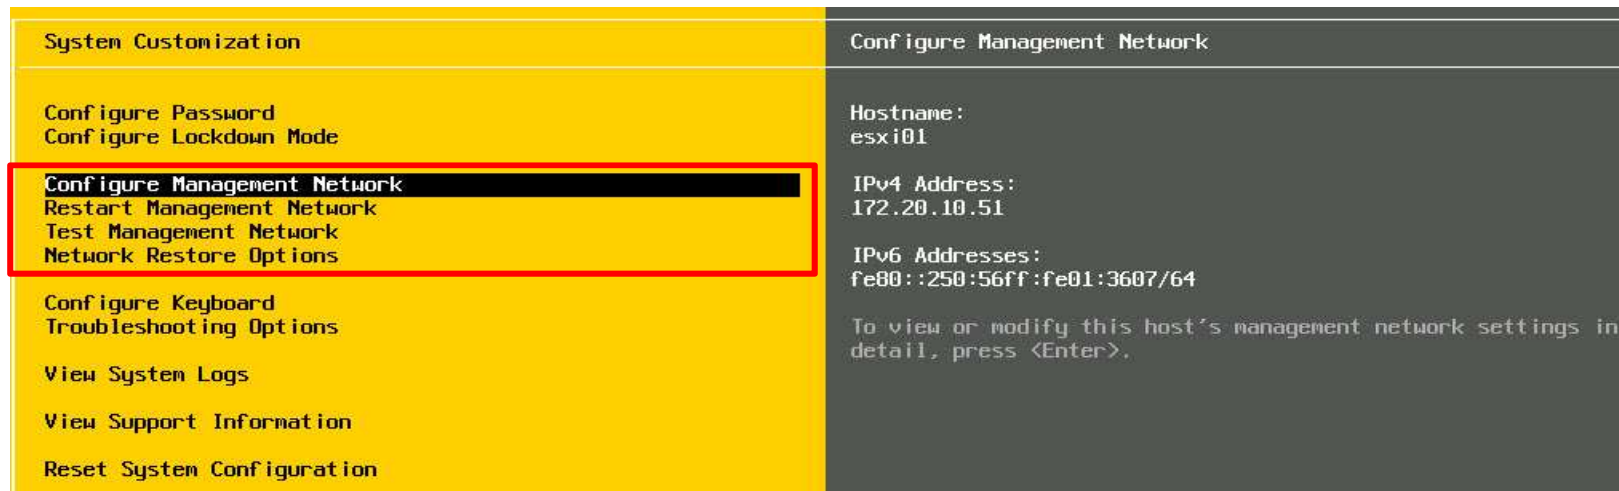 System Customization
Configure Password
Configure Lockdown Mode
Configure Management Network
Restart Management Network
Test Management Network
Network Restore Options
Configure Keyboard
Troubleshooting Options
View System Logs
View Support Information
Reset System Configuration
Configure Management Network
Hostname:
esxi01
IPv4 Address:
172.20.10.51
IPv6 Addresses:
fe80::250:56ff:fe01:3607/64
To view or modify this host's management network settings in
detail, press <Enter>.